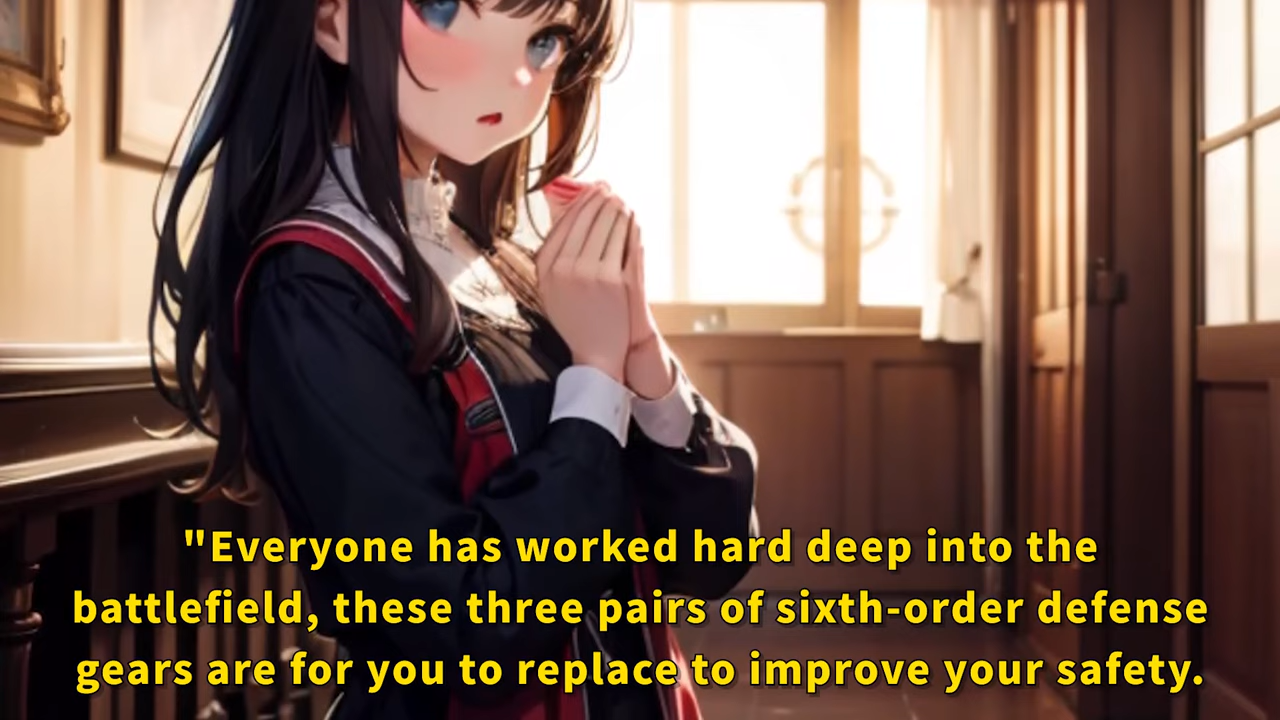 "Everyone has worked hard deep into the
battlefield, these three pairs of sixth-order defense
gears are for you to replace to improve your safety.